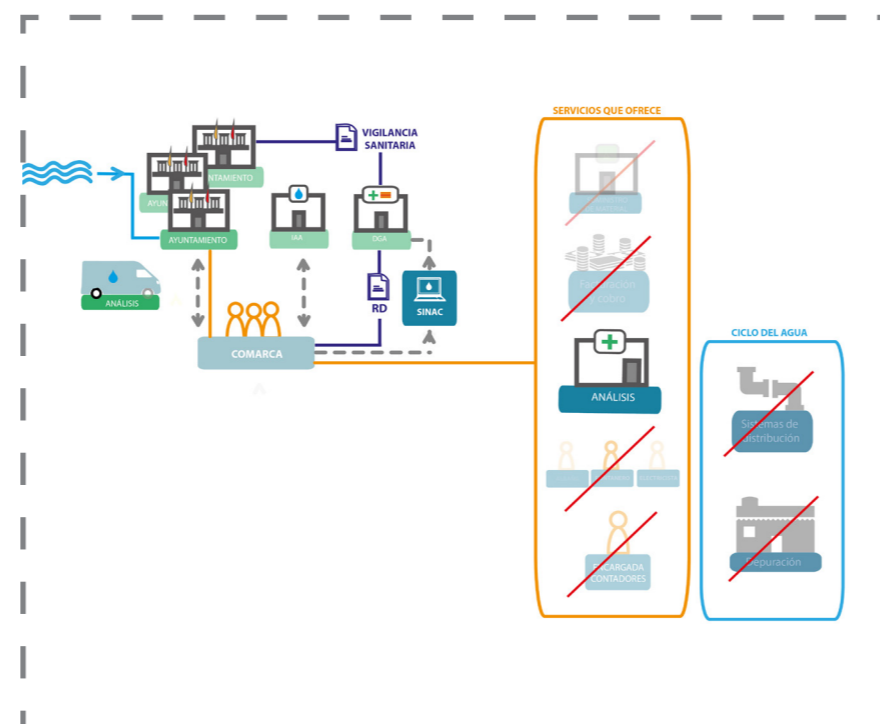 SERVICIOS QUE OFRECE
VIGILANCIA
SANITARIA
AYUNTAMIENTO
IAA
DGA
ANÁLISIS
RD
SINAC
COMARCA
Facturación
y cobro
ANÁLISIS
ENCARGADA
CONTADORES
CICLO DEL AGUA
Sistemas de
distribución
Depuración